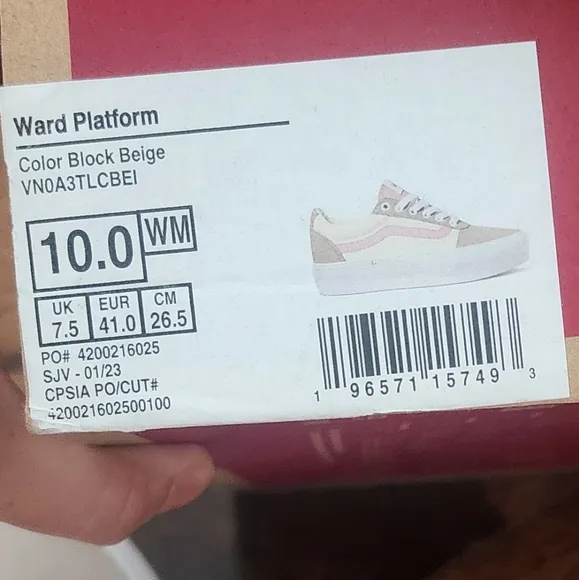 Ward Platform
Color Block Beige
VN0A3TLCBEI
10.0 WM
UK EUR CM
7.5 41.0 26.5
PO# 4200216025
SJV - 01/23
CPSIA PO/CUT#
420021602500100
1 96571 15749 3